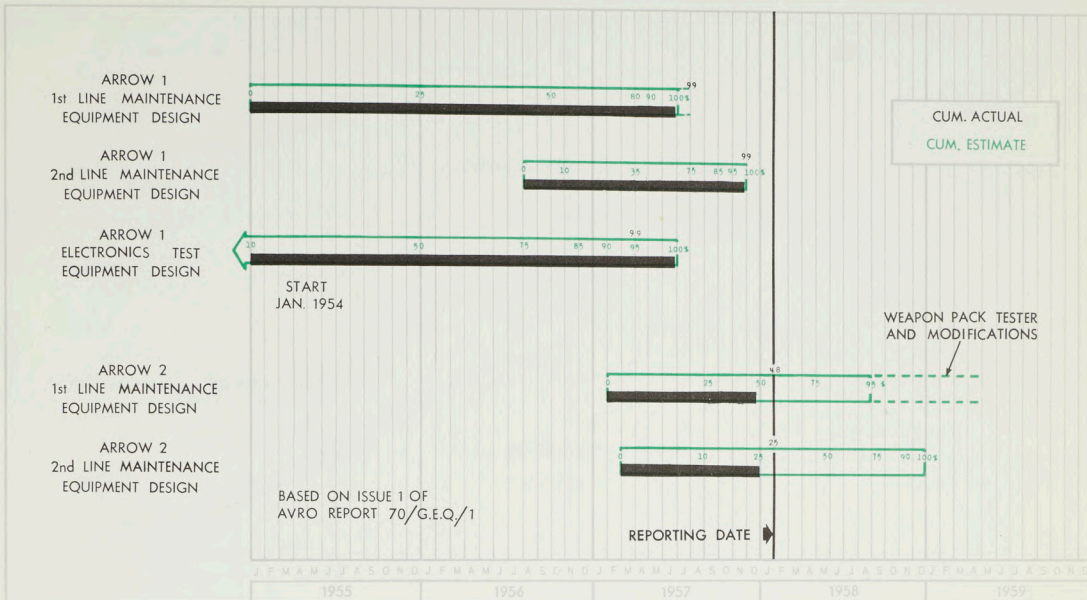 ARROW 1
1st LINE MAINTENANCE
EQUIPMENT DESIGN
99
0 25 50 80 90 100%
CUM. ACTUAL
CUM. ESTIMATE
ARROW 1
2nd LINE MAINTENANCE
EQUIPMENT DESIGN
99
0 10 35 75 85 95 100%
ARROW 1
ELECTRONICS TEST
EQUIPMENT DESIGN
99
10 50 75 85 90 95 100%
START
JAN. 1954
WEAPON PACK TESTER
AND MODIFICATIONS
ARROW 2
1st LINE MAINTENANCE
EQUIPMENT DESIGN
48
0 25 50 75 95 %
ARROW 2
2nd LINE MAINTENANCE
EQUIPMENT DESIGN
25
0 10 25 50 75 90 100%
BASED ON ISSUE 1 OF
AVRO REPORT 70/G.E.Q./1
REPORTING DATE
J F M A M J J A S O N D J F M A M J J A S O N D J F M A M J J A S O N D J F M A M J J A S O N D J F M A M J J A S O N D
1955 1956 1957 1958 1959